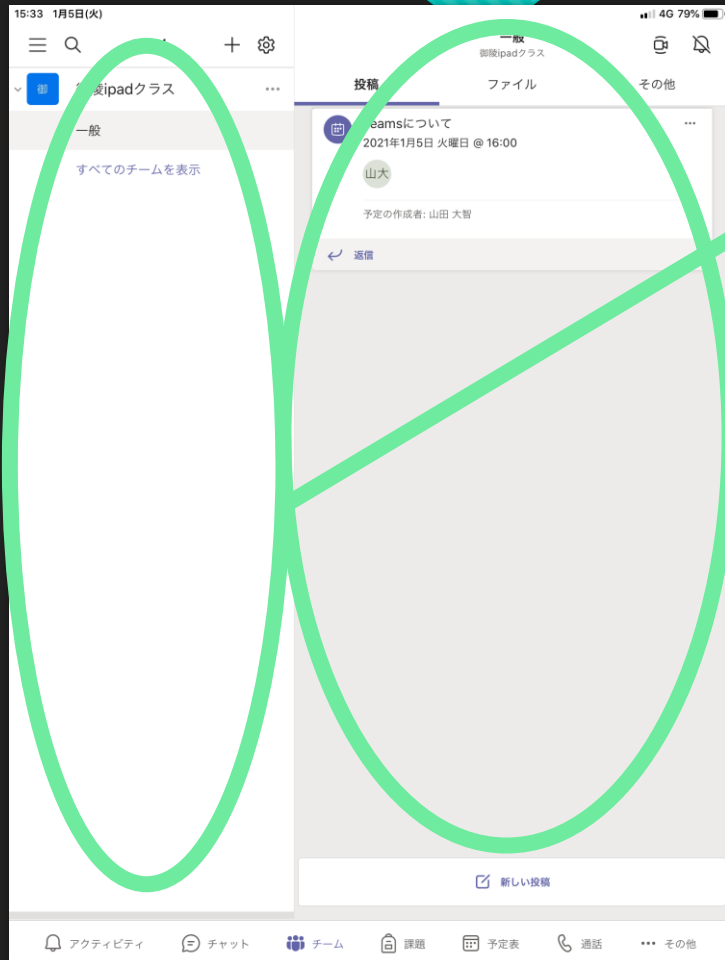 15:33 1月5日(火)
4G 79%
一般
御陵ipadクラス
御 陵ipadクラス
投稿 ファイル その他
一般
すべてのチームを表示
eamsについて
2021年1月5日 火曜日 @ 16:00
山大
予定の作成者: 山田 大智
返信
新しい投稿
アクティビティ チャット チーム 課題 予定表 通話 その他